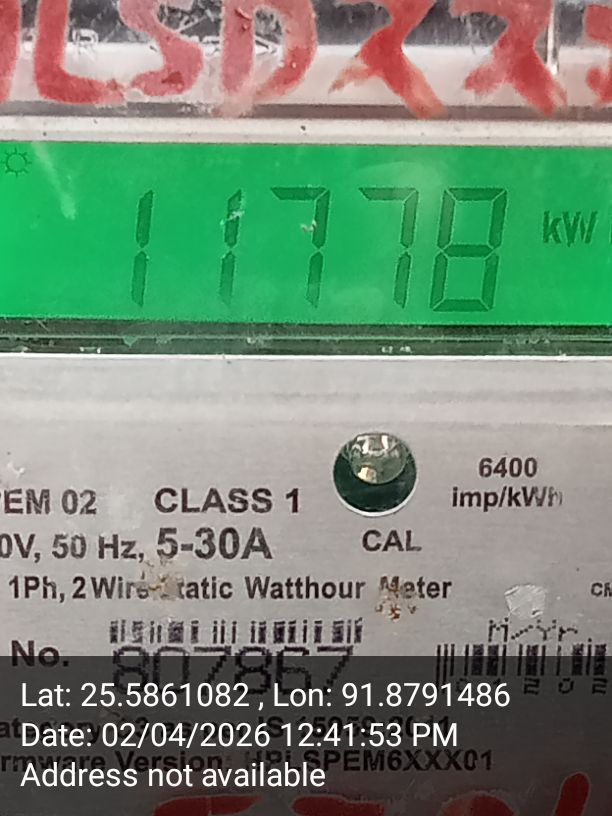 LSD
11778
kW
6400
imp/kWh
EM 02 CLASS 1
0V, 50 Hz, 5-30A
CAL
1Ph, 2 Wire Static Watthour Meter
No.
807867
Lat: 25.5861082 , Lon: 91.8791486
Date: 02/04/2026 12:41:53 PM
Address not available